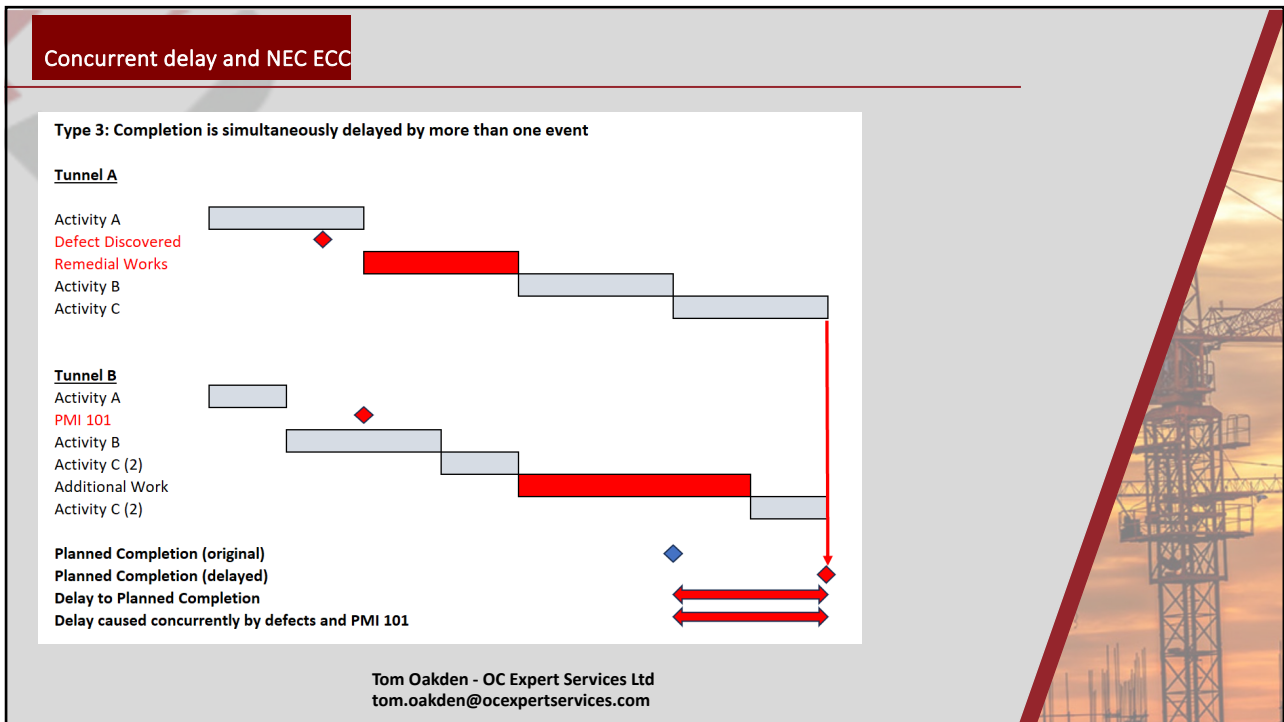 Concurrent delay and NEC ECC
Type 3: Completion is simultaneously delayed by more than one event
Tunnel A
Activity A
Defect Discovered
Remedial Works
Activity B
Activity C
Tunnel B
Activity A
PMI 101
Activity B
Activity C (2)
Additional Work
Activity C (2)
Planned Completion (original)
Planned Completion (delayed)
Delay to Planned Completion
Delay caused concurrently by defects and PMI 101
Tom Oakden - OC Expert Services Ltd
tom.oakden@ocexpertservices.com